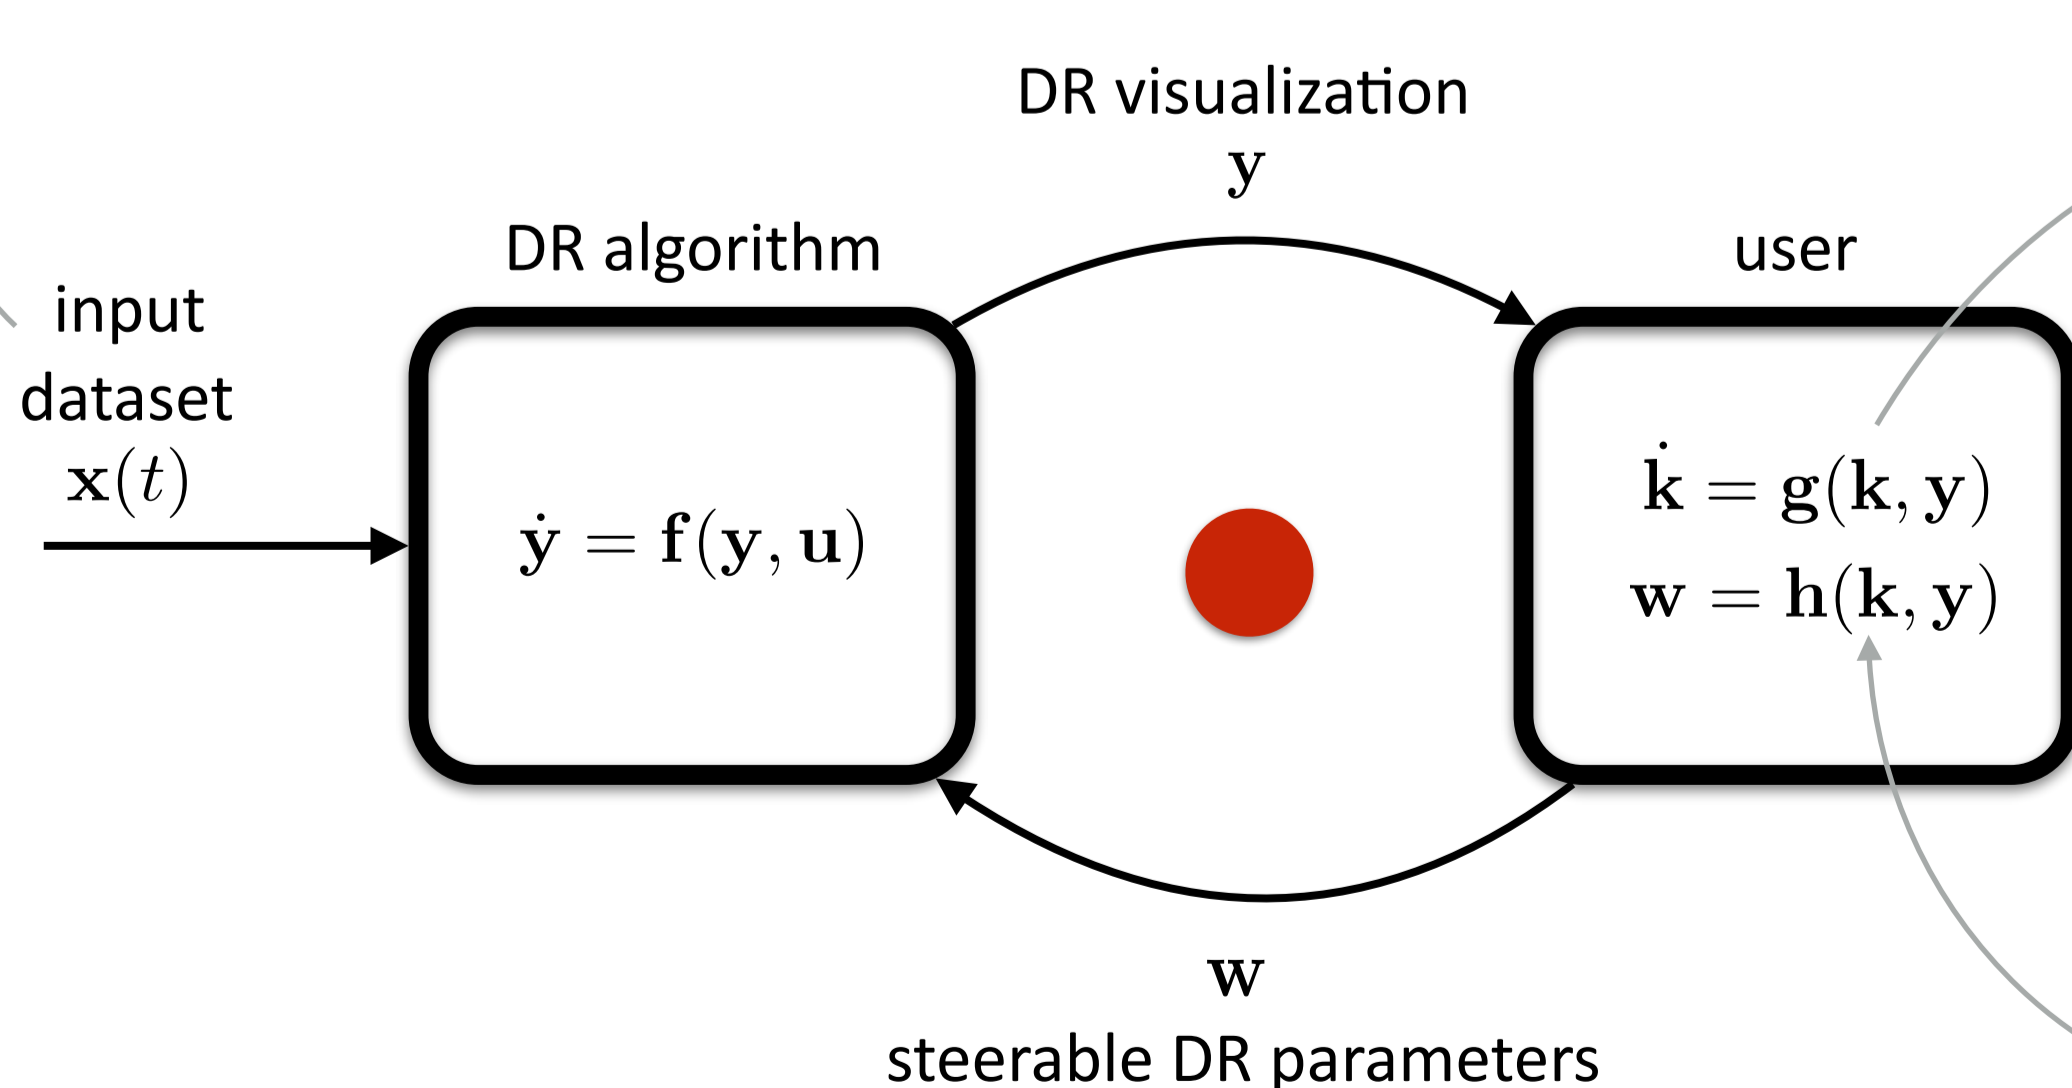 DR visualization
y
DR algorithm
user
input
dataset
x(t)
ẏ = f(y, u)
k̇ = g(k, y)
w = h(k, y)
w
steerable DR parameters